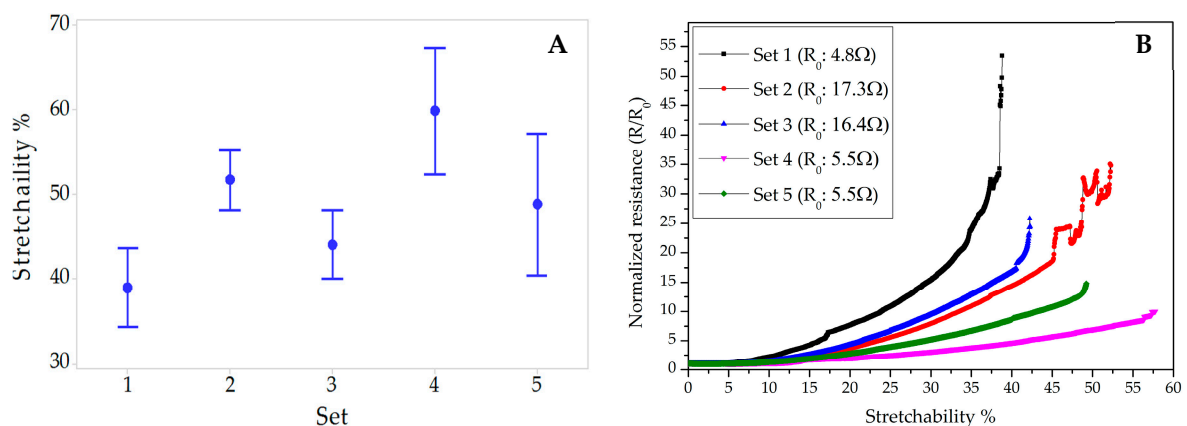 A
Stretchaility %
70
60
50
40
30
1 2 3 4 5
Set
B
Normalized resistance (R/R₀)
55
50
45
40
35
30
25
20
15
10
5
0
Set 1 (R₀: 4.8Ω)
Set 2 (R₀: 17.3Ω)
Set 3 (R₀: 16.4Ω)
Set 4 (R₀: 5.5Ω)
Set 5 (R₀: 5.5Ω)
0 5 10 15 20 25 30 35 40 45 50 55 60
Stretchability %